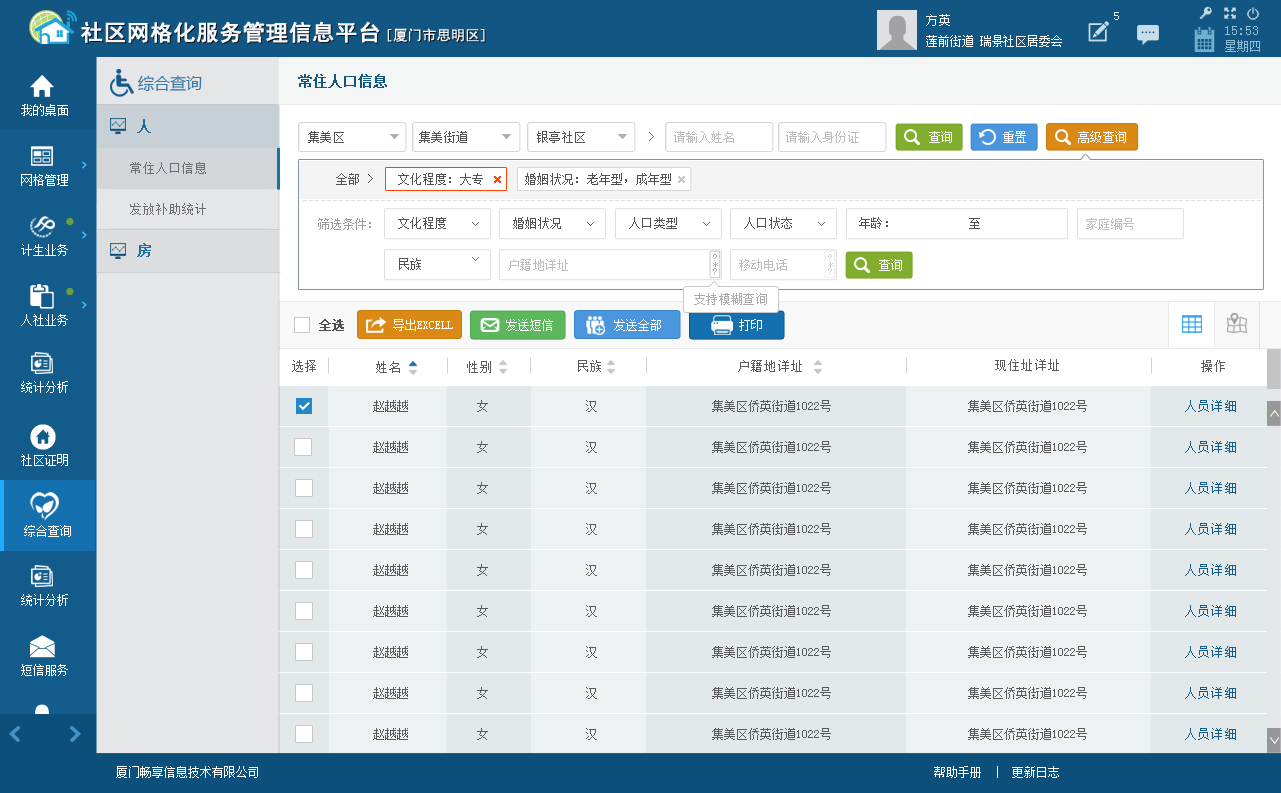 社区网格化服务管理信息平台 [厦门市思明区]
方英
莲前街道 瑞景社区居委会
5
15:53
星期四
我的桌面
网格管理
计生业务
人社业务
统计分析
社区证明
综合查询
统计分析
短信服务
综合查询
人
常住人口信息
发放补助统计
房
常住人口信息
集美区 集美街道 银亭社区 请输入姓名 请输入身份证 查询 重置 高级查询
全部 文化程度：大专 × 婚姻状况：老年型，成年型 ×
筛选条件： 文化程度 婚姻状况 人口类型 人口状态 年龄： 至 家庭编号
民族 户籍地详址 *?* 移动电话 *?* 查询
支持模糊查询
全选 导出EXCELL 发送短信 发送全部 打印
选择 姓名 性别 民族 户籍地详址 现住址详址 操作
赵越越 女 汉 集美区侨英街道1022号 集美区侨英街道1022号 人员详细
赵越越 女 汉 集美区侨英街道1022号 集美区侨英街道1022号 人员详细
赵越越 女 汉 集美区侨英街道1022号 集美区侨英街道1022号 人员详细
赵越越 女 汉 集美区侨英街道1022号 集美区侨英街道1022号 人员详细
赵越越 女 汉 集美区侨英街道1022号 集美区侨英街道1022号 人员详细
赵越越 女 汉 集美区侨英街道1022号 集美区侨英街道1022号 人员详细
赵越越 女 汉 集美区侨英街道1022号 集美区侨英街道1022号 人员详细
赵越越 女 汉 集美区侨英街道1022号 集美区侨英街道1022号 人员详细
赵越越 女 汉 集美区侨英街道1022号 集美区侨英街道1022号 人员详细
厦门畅享信息技术有限公司
帮助手册 | 更新日志